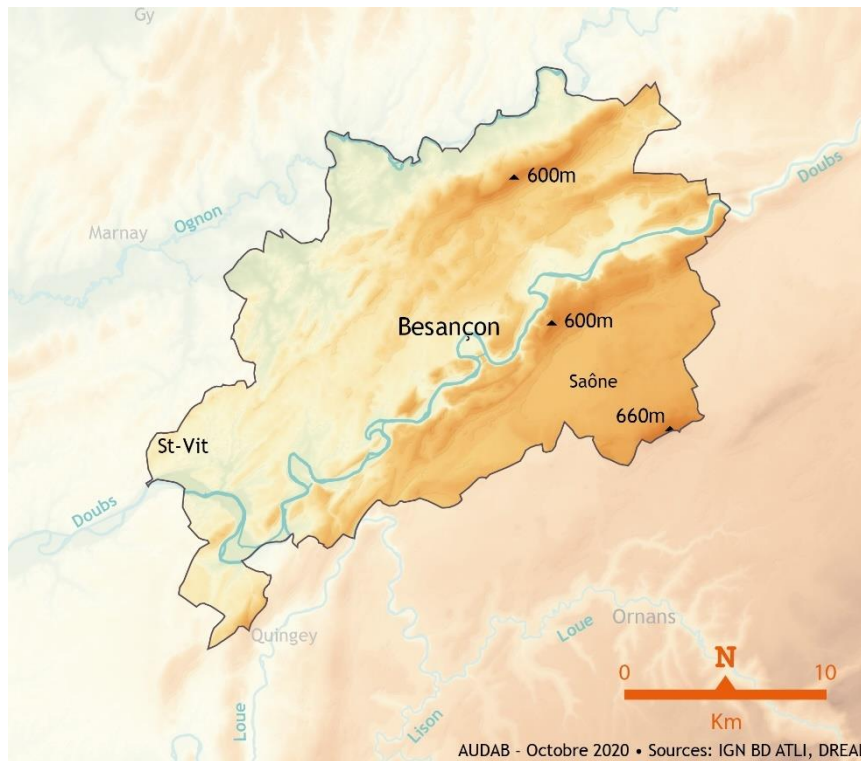 Gy
600m
Doubs
Ognon
Marnay
Besançon
600m
Saône
660m
St-Vit
Doubs
Ornans
Loue
Quingey
N
0 10
Loue
Lison
Km
AUDAB - Octobre 2020 • Sources: IGN BD ATLI, DREAL